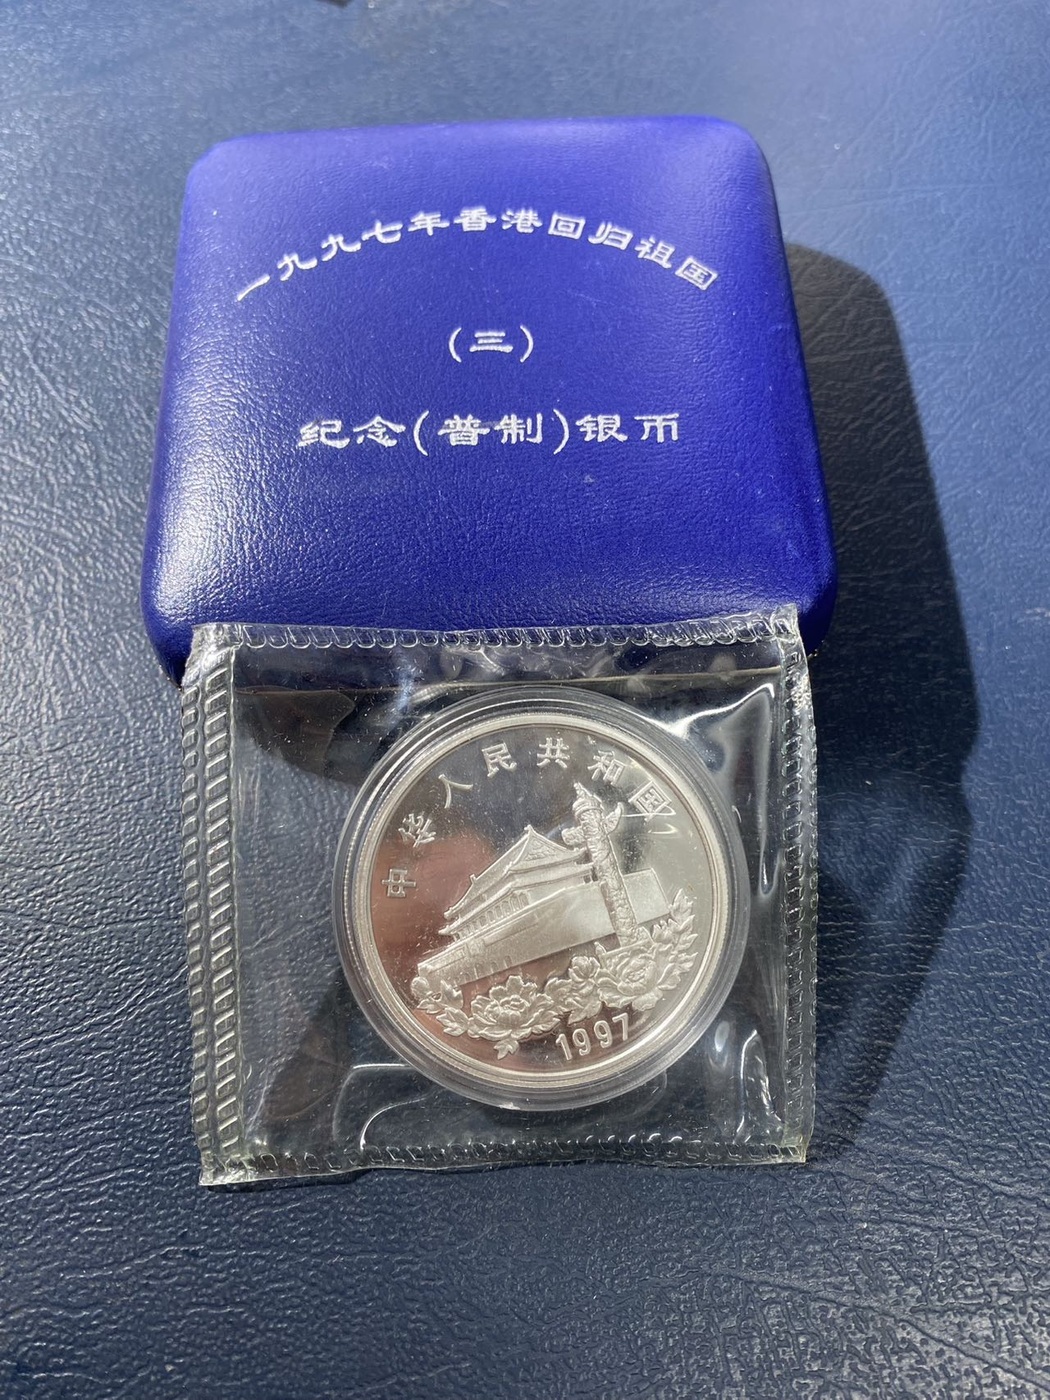 一九九七年香港回归祖国
(三)
纪念(普制)银币
中华人民共和国
1997